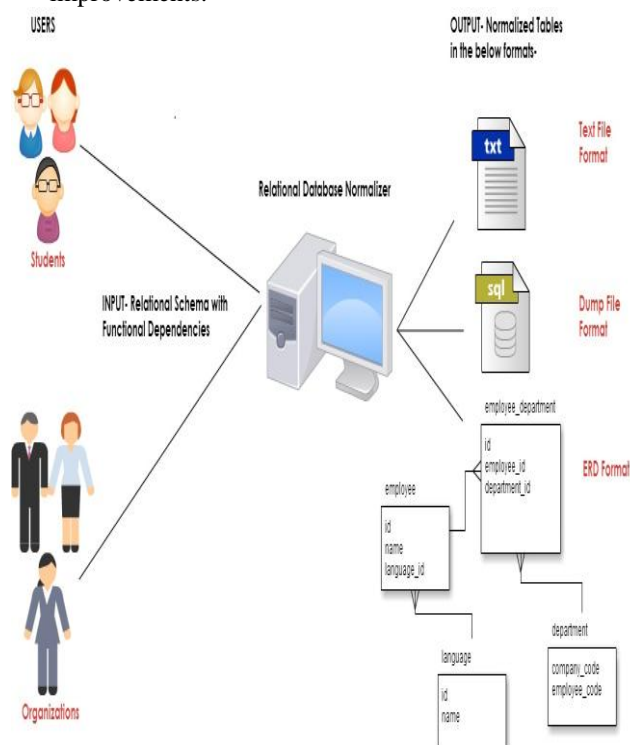 improvements.
USERS
OUTPUT- Normalized Tables
in the below formats-
txt
Text File
Format
Relational Database Normalizer
Students
INPUT- Relational Schema with
Functional Dependencies
sql
Dump File
Format
employee_department
id
employee_id
department_id
ERD Format
employee
id
name
language_id
department
company_code
employee_code
language
id
name
Organizations